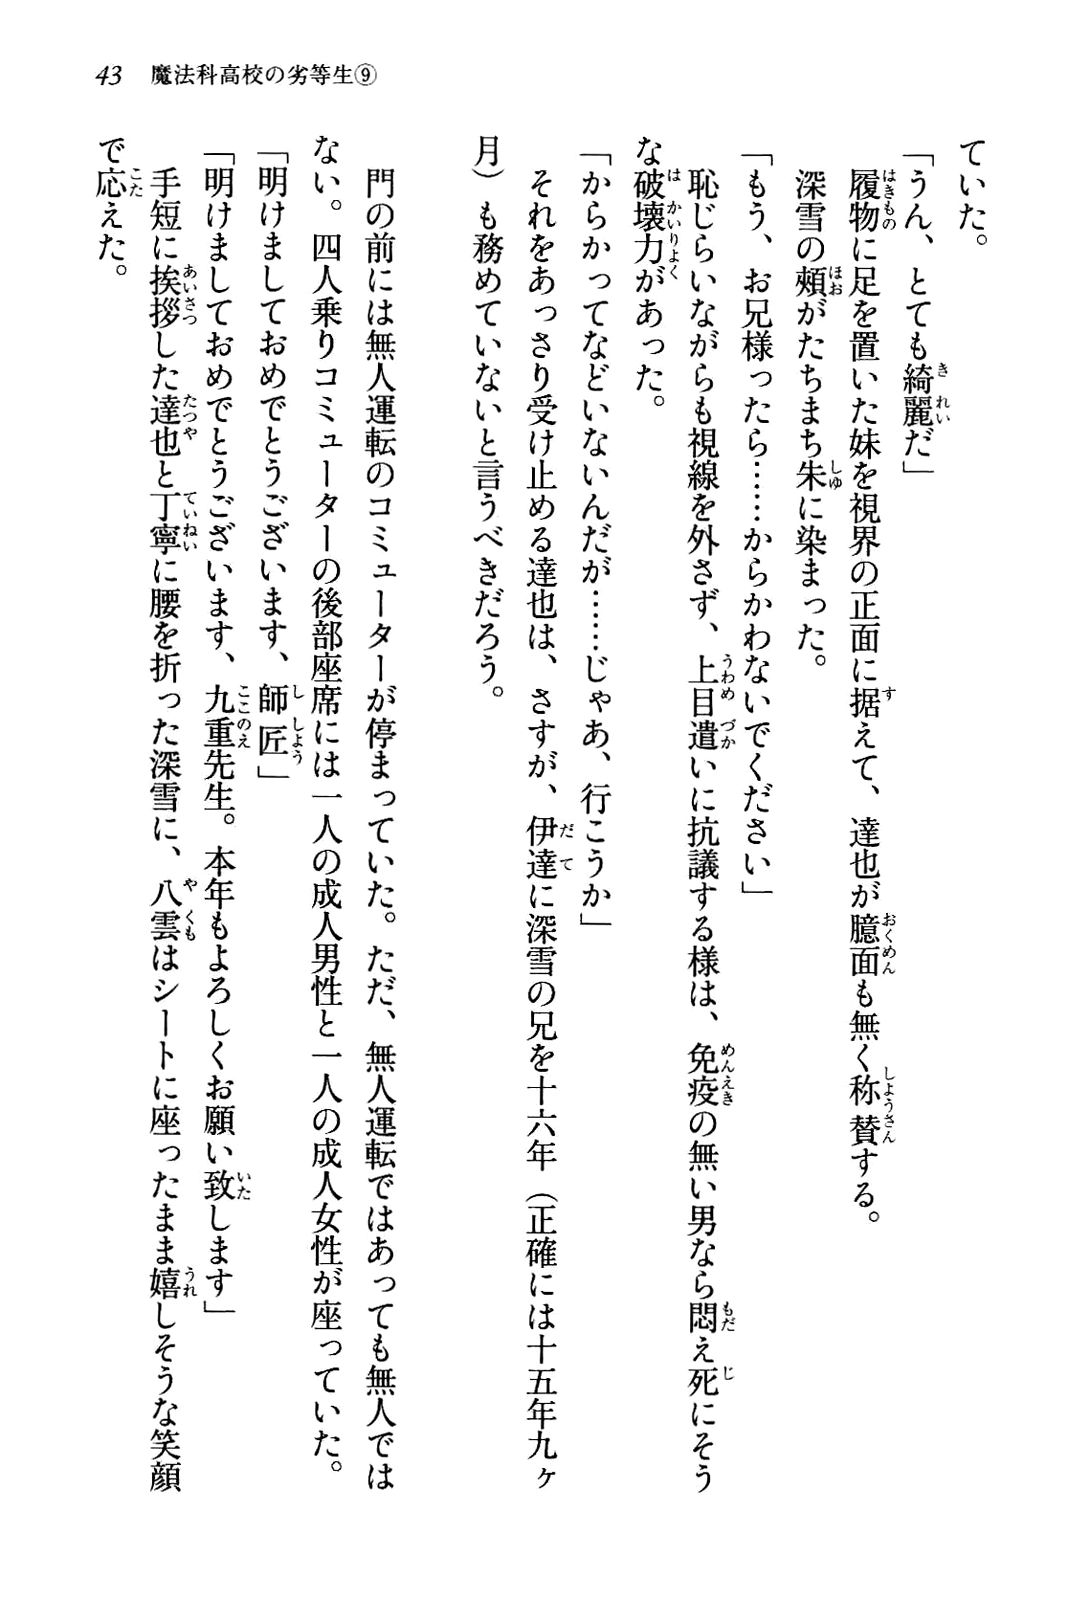 43 魔法科高校の劣等生⑨
ていた。
「うん、とても綺麗だ」
履物に足を置いた妹を視界の正面に据えて、達也が臆面も無く称賛する。
深雪の頰がたちまち朱に染まった。
「もう、お兄様ったら……からかわないでください」
恥じらいながらも視線を外さず、上目遣いに抗議する様は、免疫の無い男なら悶え死にそう
な破壊力があった。
「からかってなどいないんだが……じゃあ、行こうか」
それをあっさり受け止める達也は、さすが、伊達に深雪の兄を十六年（正確には十五年九ヶ
月）も務めていないと言うべきだろう。
門の前には無人運転のコミューターが停まっていた。ただ、無人運転ではあっても無人では
ない。四人乗りコミューターの後部座席には一人の成人男性と一人の成人女性が座っていた。
「明けましておめでとうございます、師匠」
「明けましておめでとうございます、九重先生。本年もよろしくお願い致します」
手短に挨拶した達也と丁寧に腰を折った深雪に、八雲はシートに座ったまま嬉しそうな笑顔
で応えた。